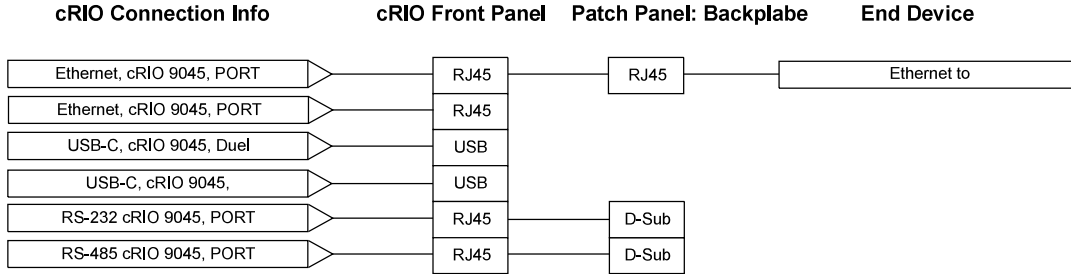 cRIO Connection Info cRIO Front Panel Patch Panel: Backplabe End Device
Ethernet, cRIO 9045, PORT RJ45 RJ45 Ethernet to
Ethernet, cRIO 9045, PORT RJ45
USB-C, cRIO 9045, Duel USB
USB-C, cRIO 9045, USB
RS-232 cRIO 9045, PORT RJ45 D-Sub
RS-485 cRIO 9045, PORT RJ45 D-Sub